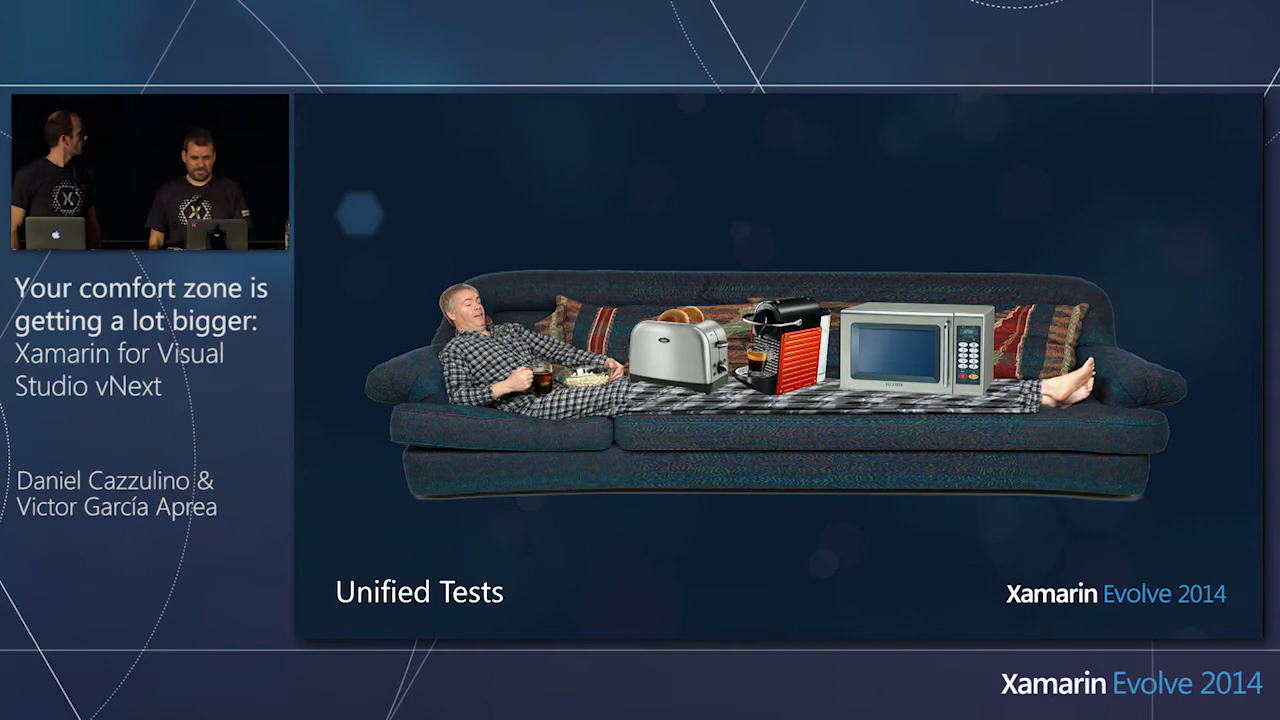 Your comfort zone is
getting a lot bigger:
Xamarin for Visual
Studio vNext
Daniel Cazzulino &
Victor García Aprea
Unified Tests
Xamarin Evolve 2014
Xamarin Evolve 2014